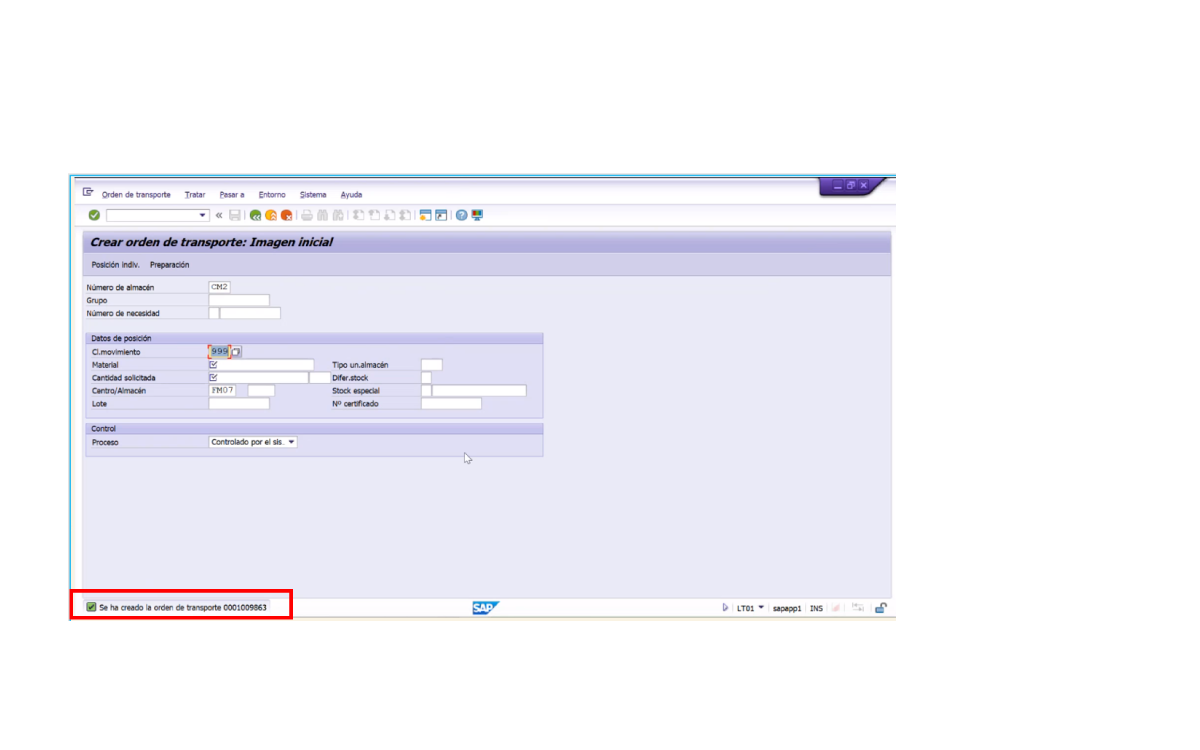 Orden de transporte Tratar Pasar a Entorno Sistema Ayuda
Crear orden de transporte: Imagen inicial
Posición indiv. Preparación
Número de almacén CM2
Grupo
Número de necesidad
Datos de posición
Cl.movimiento 999
Material Tipo un.almacén
Cantidad solicitada Difer.stock
Centro/Almacén FM07 Stock especial
Lote Nº certificado
Control
Proceso Controlado por el sis.
Se ha creado la orden de transporte 0001009863 SAP LT01 sapapp1 INS